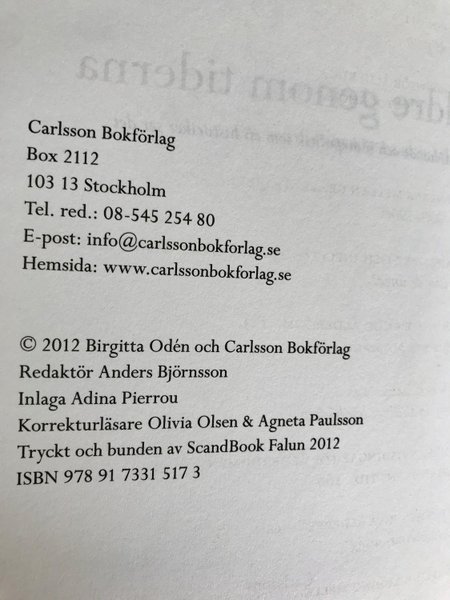 Carlsson Bokförlag
Box 2112
103 13 Stockholm
Tel. red.: 08-545 254 80
E-post: info@carlssonbokforlag.se
Hemsida: www.carlssonbokforlag.se
© 2012 Birgitta Odén och Carlsson Bokförlag
Redaktör Anders Björnsson
Inlaga Adina Pierrou
Korrekturläsare Olivia Olsen & Agneta Paulsson
Tryckt och bunden av ScandBook Falun 2012
ISBN 978 91 7331 517 3